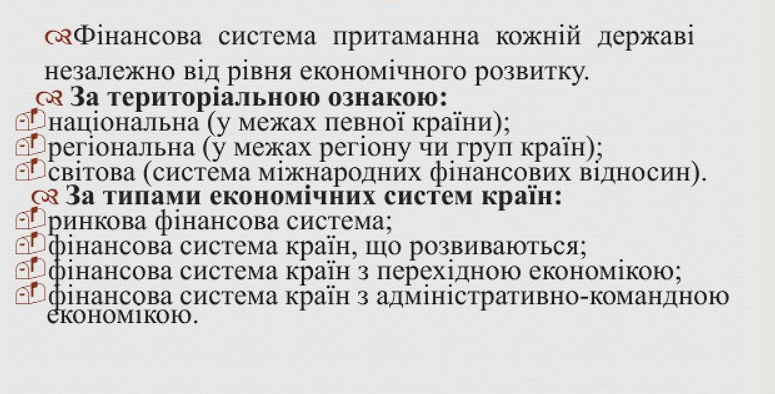 Фінансова система притаманна кожній державі
незалежно від рівня економічного розвитку.
За територіальною ознакою:
національна (у межах певної країни);
регіональна (у межах регіону чи груп країн);
світова (система міжнародних фінансових відносин).
За типами економічних систем країн:
ринкова фінансова система;
фінансова система країн, що розвиваються;
фінансова система країн з перехідною економікою;
фінансова система країн з адміністративно-командною
економікою.